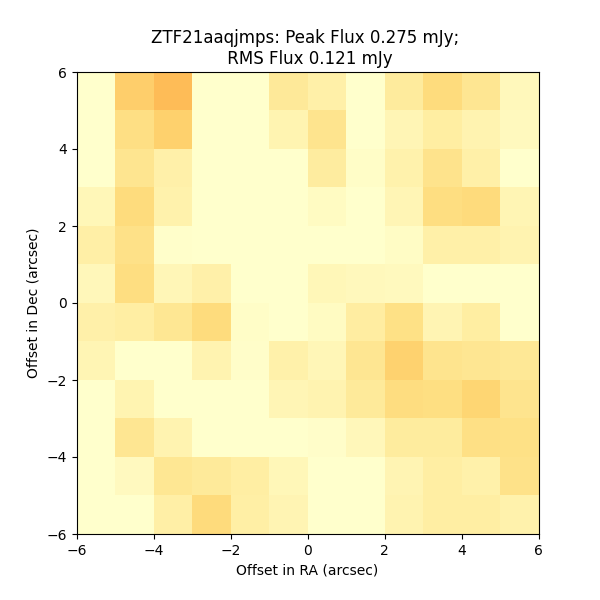 ZTF21aaqjmps: Peak Flux 0.275 mJy;
RMS Flux 0.121 mJy
6
4
2
0
−2
−4
−6
Offset in Dec (arcsec)
−6 −4 −2 0 2 4 6
Offset in RA (arcsec)